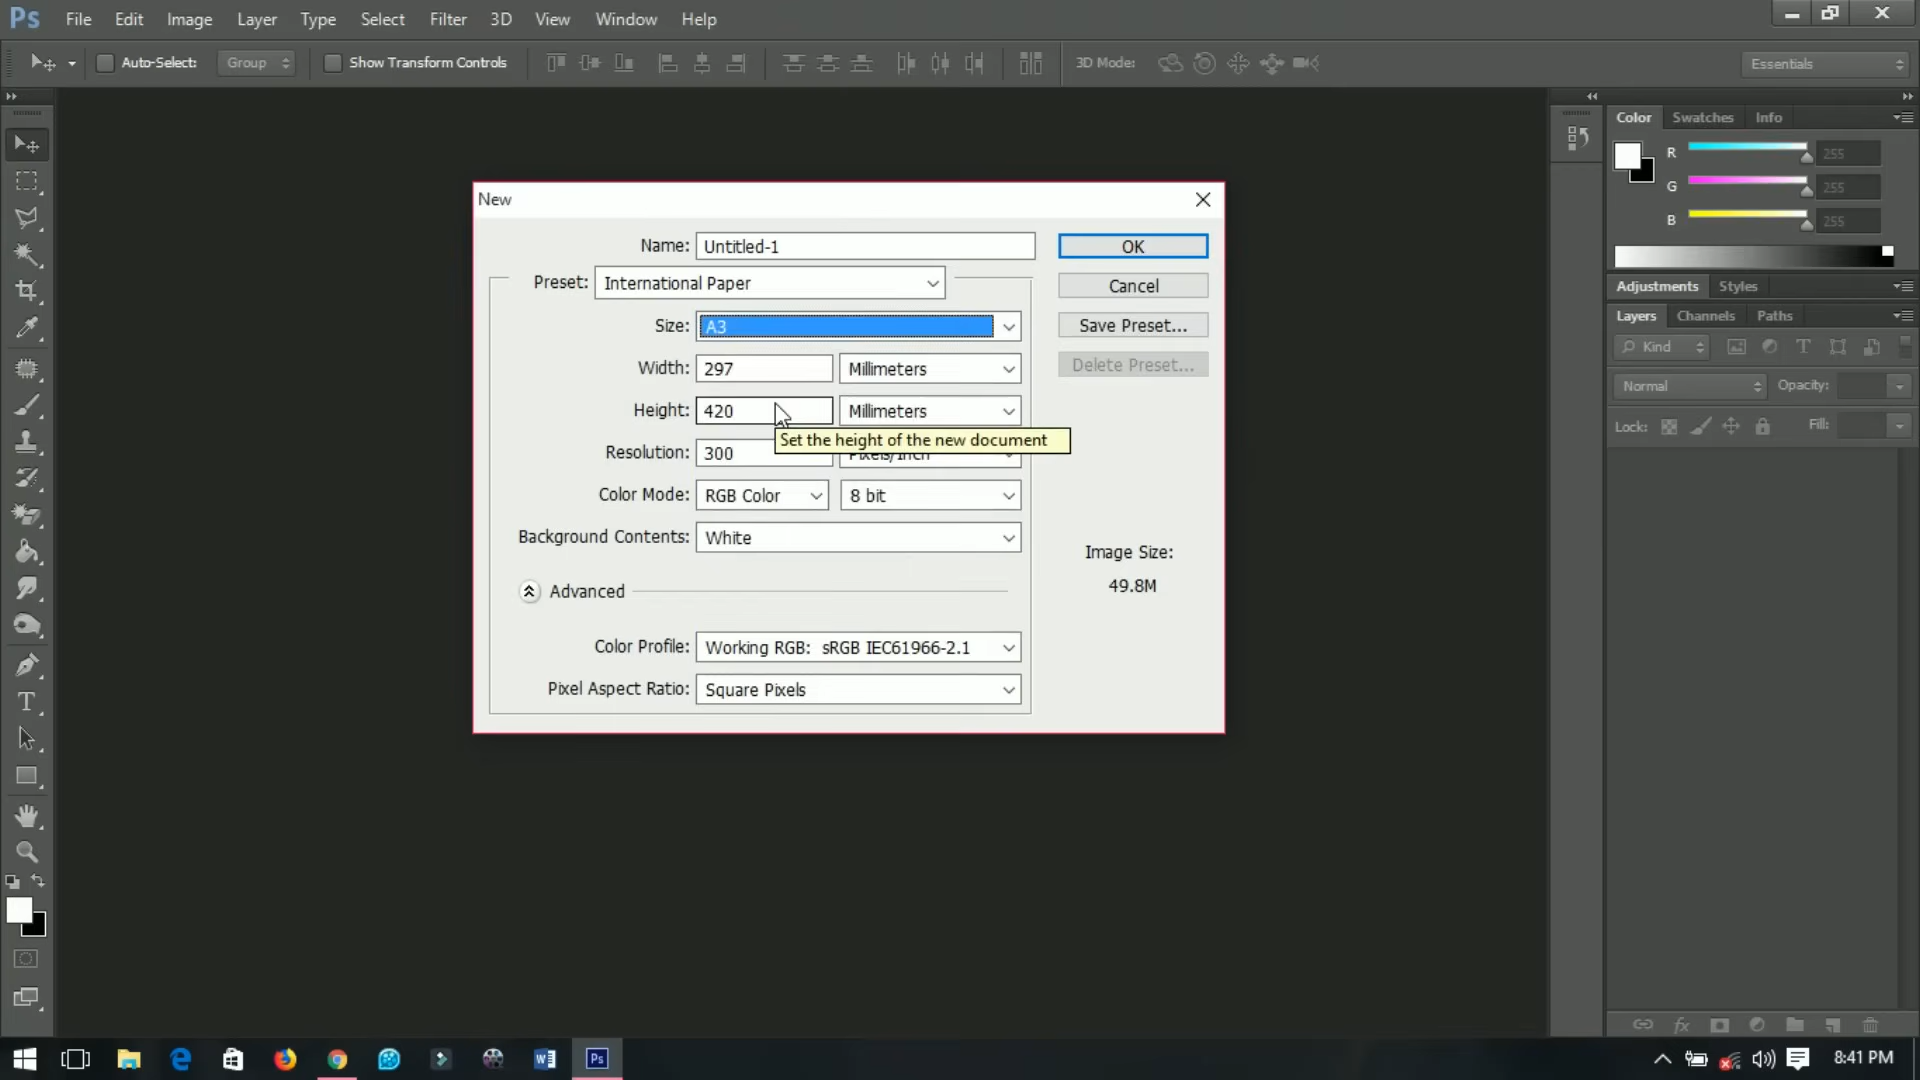 Ps File Edit Image Layer Type Select Filter 3D View Window Help
Auto-Select: Group Show Transform Controls 3D Mode: Essentials
Color Swatches Info
R 255
G 255
B 255
Adjustments Styles
Layers Channels Paths
Kind
Normal Opacity:
Lock: Fill:
New
Name: Untitled-1 OK
Preset: International Paper Cancel
Size: A3 Save Preset...
Width: 297 Millimeters Delete Preset...
Height: 420 Millimeters
Set the height of the new document
Resolution: 300 Pixels/Inch
Color Mode: RGB Color 8 bit
Background Contents: White
Image Size:
49.8M
Advanced
Color Profile: Working RGB: sRGB IEC61966-2.1
Pixel Aspect Ratio: Square Pixels
T
fx
Ps
8:41 PM